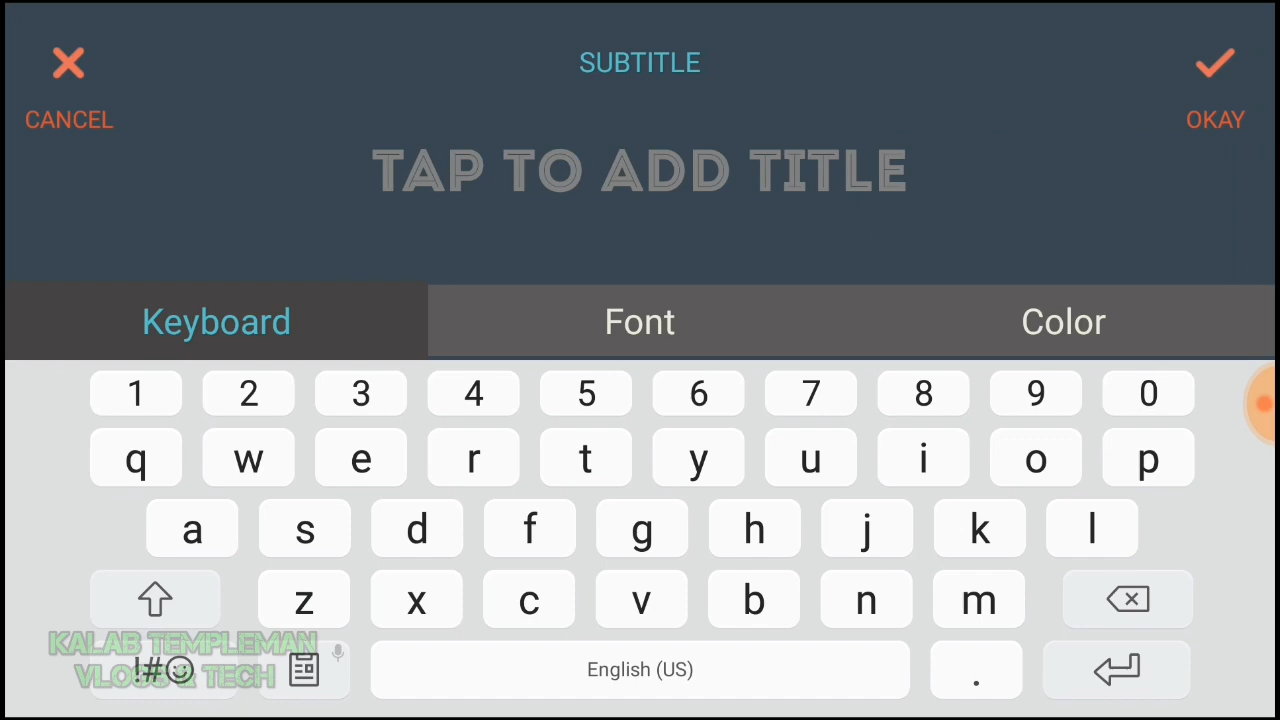 SUBTITLE
CANCEL
OKAY
TAP TO ADD TITLE
Keyboard Font Color
1 2 3 4 5 6 7 8 9 0
q w e r t y u i o p
a s d f g h j k l
z x c v b n m
KALAB TEMPLEMAN
VLOGS & TECH
!#☺ English (US) .